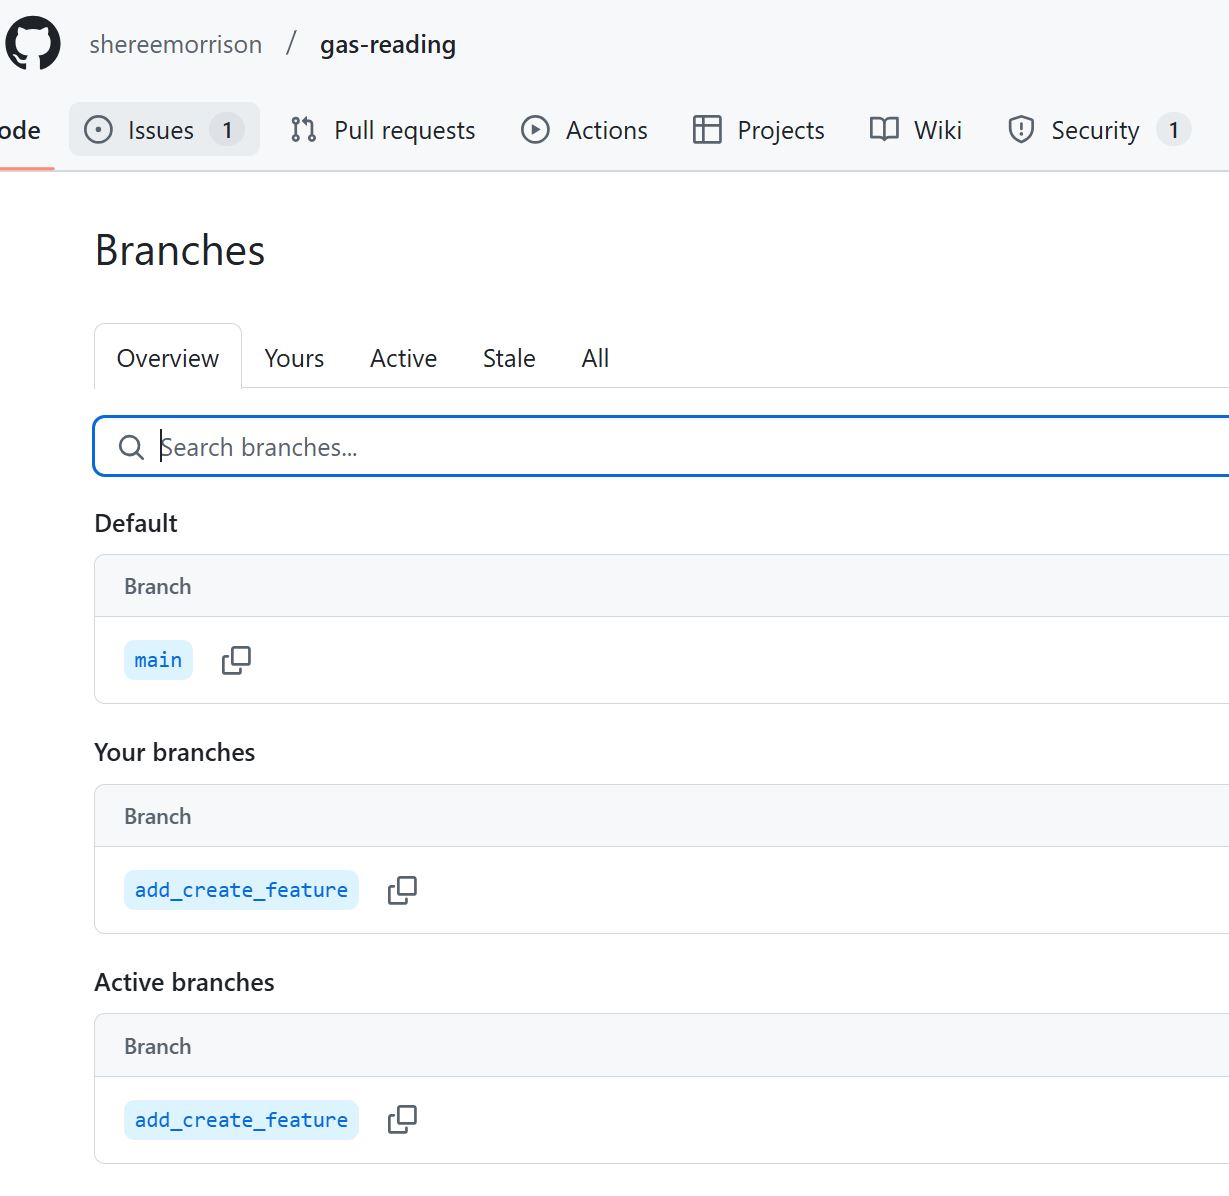 shereemorrison / gas-reading
ode Issues 1 Pull requests Actions Projects Wiki Security 1
Branches
Overview Yours Active Stale All
Search branches...
Default
Branch
main
Your branches
Branch
add_create_feature
Active branches
Branch
add_create_feature